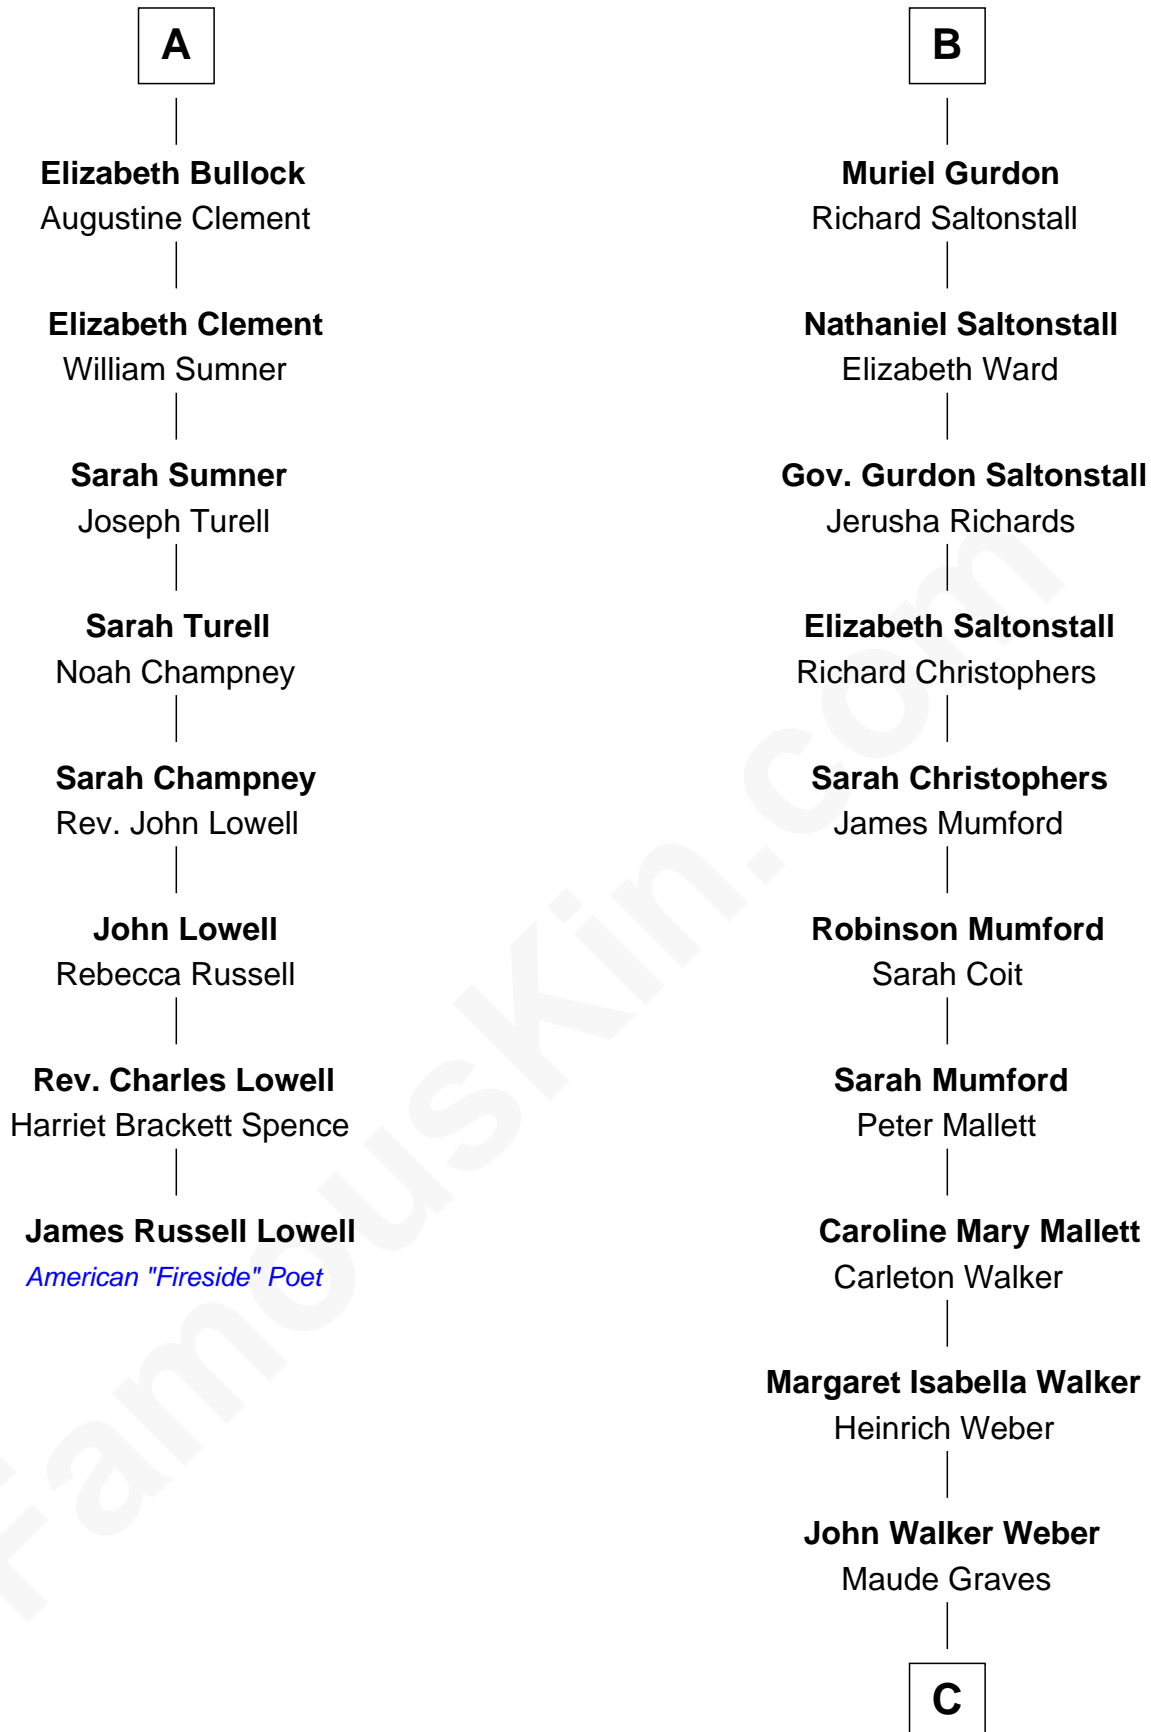 A
Elizabeth Bullock
Augustine Clement
Elizabeth Clement
William Sumner
Sarah Sumner
Joseph Turell
Sarah Turell
Noah Champney
Sarah Champney
Rev. John Lowell
John Lowell
Rebecca Russell
Rev. Charles Lowell
Harriet Brackett Spence
James Russell Lowell
American "Fireside" Poet
B
Muriel Gurdon
Richard Saltonstall
Nathaniel Saltonstall
Elizabeth Ward
Gov. Gurdon Saltonstall
Jerusha Richards
Elizabeth Saltonstall
Richard Christophers
Sarah Christophers
James Mumford
Robinson Mumford
Sarah Coit
Sarah Mumford
Peter Mallett
Caroline Mary Mallett
Carleton Walker
Margaret Isabella Walker
Heinrich Weber
John Walker Weber
Maude Graves
C
FamousKin.com